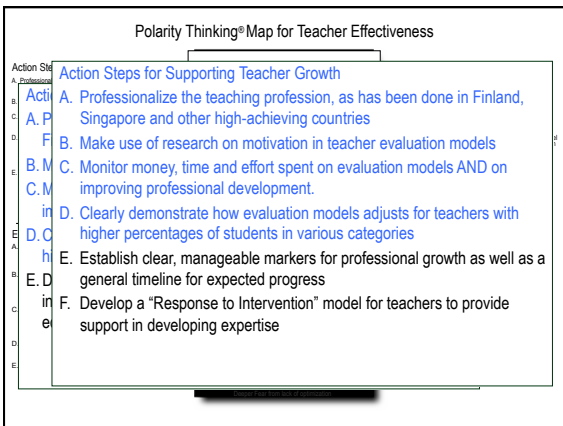 Polarity Thinking® Map for Teacher Effectiveness
Action Ste
Action Steps for Supporting Teacher Growth
A. Professionalize the teaching profession, as has been done in Finland,
Singapore and other high-achieving
countries
B. Make use of research on motivation in teacher evaluation models
C. Monitor money, time and effort spent on evaluation models AND on
improving professional development.
D. Clearly demonstrate how evaluation models adjusts for teachers with
higher percentages of students in various categories
E. Establish clear, manageable markers for professional growth as well as a
general timeline for expected progress
F. Develop a “Response to Intervention” model for teachers to provide
support in developing expertise